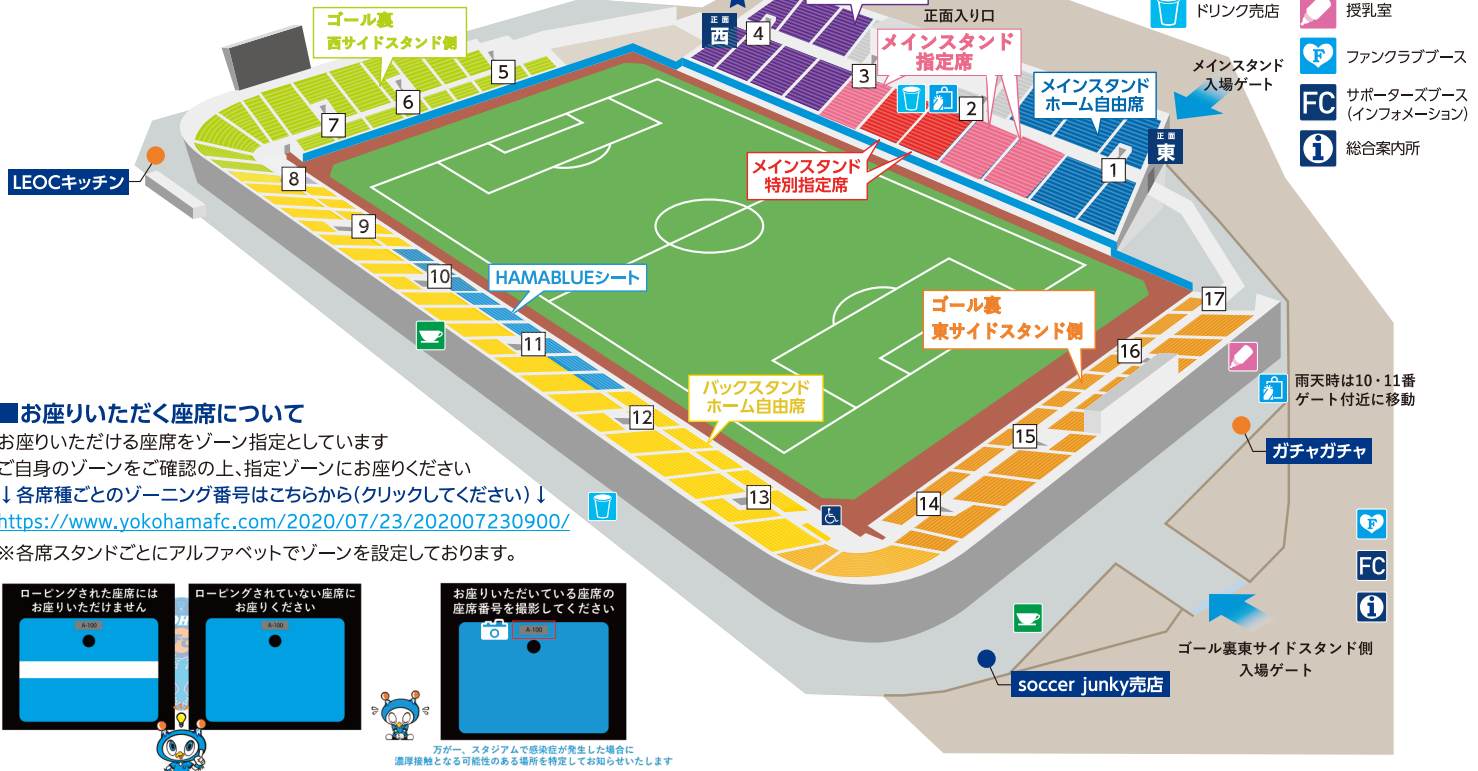 ゴール裏
西サイドスタンド側
正面
西
4
正面入り口
ドリンク売店
授乳室
メインスタンド
指定席
3
2
メインスタンド
ホーム自由席
メインスタンド
入場ゲート
F
ファンクラブブース
FC
サポーターズブース
(インフォメーション)
i
総合案内所
正面
東
1
5
6
7
メインスタンド
特別指定席
LEOCキッチン
8
9
10
HAMABLUEシート
11
ゴール裏
東サイドスタンド側
17
16
バックスタンド
ホーム自由席
12
雨天時は10・11番
ゲート付近に移動
15
ガチャガチャ
13
14
■お座りいただく座席について
お座りいただける座席をゾーン指定としています
ご自身のゾーンをご確認の上、指定ゾーンにお座りください
↓各席種ごとのゾーニング番号はこちらから(クリックしてください)↓
https://www.yokohamafc.com/2020/07/23/202007230900/
※各席スタンドごとにアルファベットでゾーンを設定しております。
ローピングされた座席には
お座りいただけません
A-100
ローピングされていない座席に
お座りください
A-100
お座りいただいている座席の
座席番号を撮影してください
A-100
万が一、スタジアムで感染症が発生した場合に
濃厚接触となる可能性のある場所を特定してお知らせいたします
F
FC
i
ゴール裏東サイドスタンド側
入場ゲート
soccer junky売店